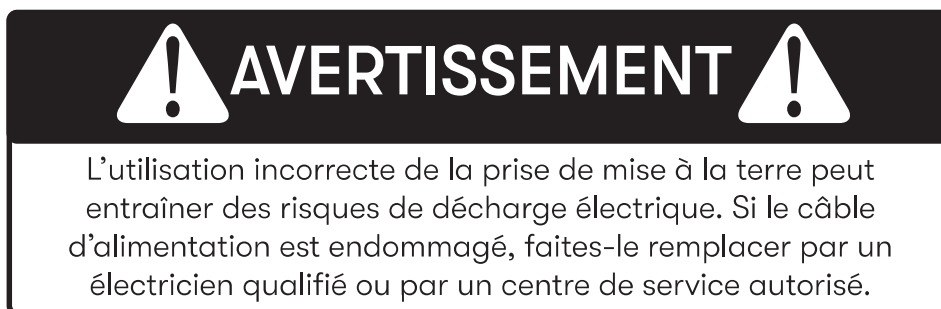 AVERTISSEMENT
L’utilisation incorrecte de la prise de mise à la terre peut
entraîner des risques de décharge électrique. Si le câble
d’alimentation est endommagé, faites-le remplacer par un
électricien qualifié ou par un centre de service autorisé.